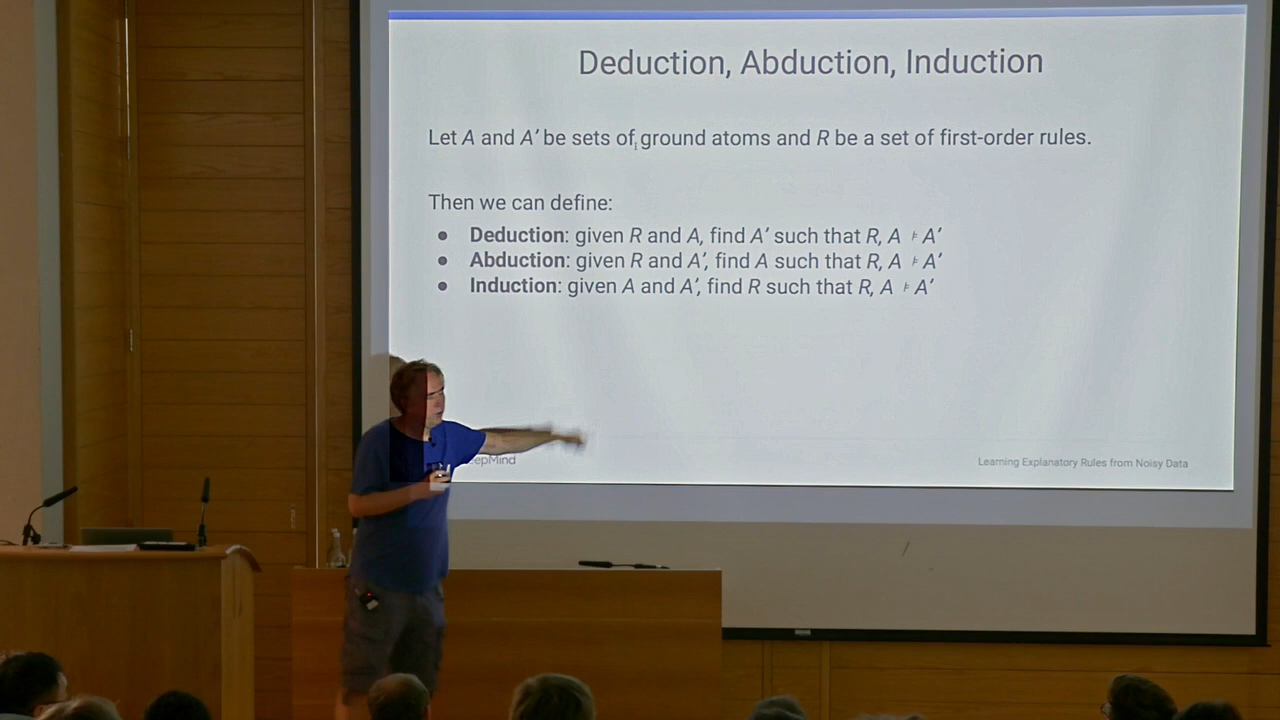 Deduction, Abduction, Induction
Let A and A′ be sets of ground atoms and R be a set of first-order rules.
Then we can define:
● Deduction: given R and A, find A′ such that R, A ⊧ A′
● Abduction: given R and A′, find A such that R, A ⊧ A′
● Induction: given A and A′, find R such that R, A ⊧ A′
epMind
Learning Explanatory Rules from Noisy Data